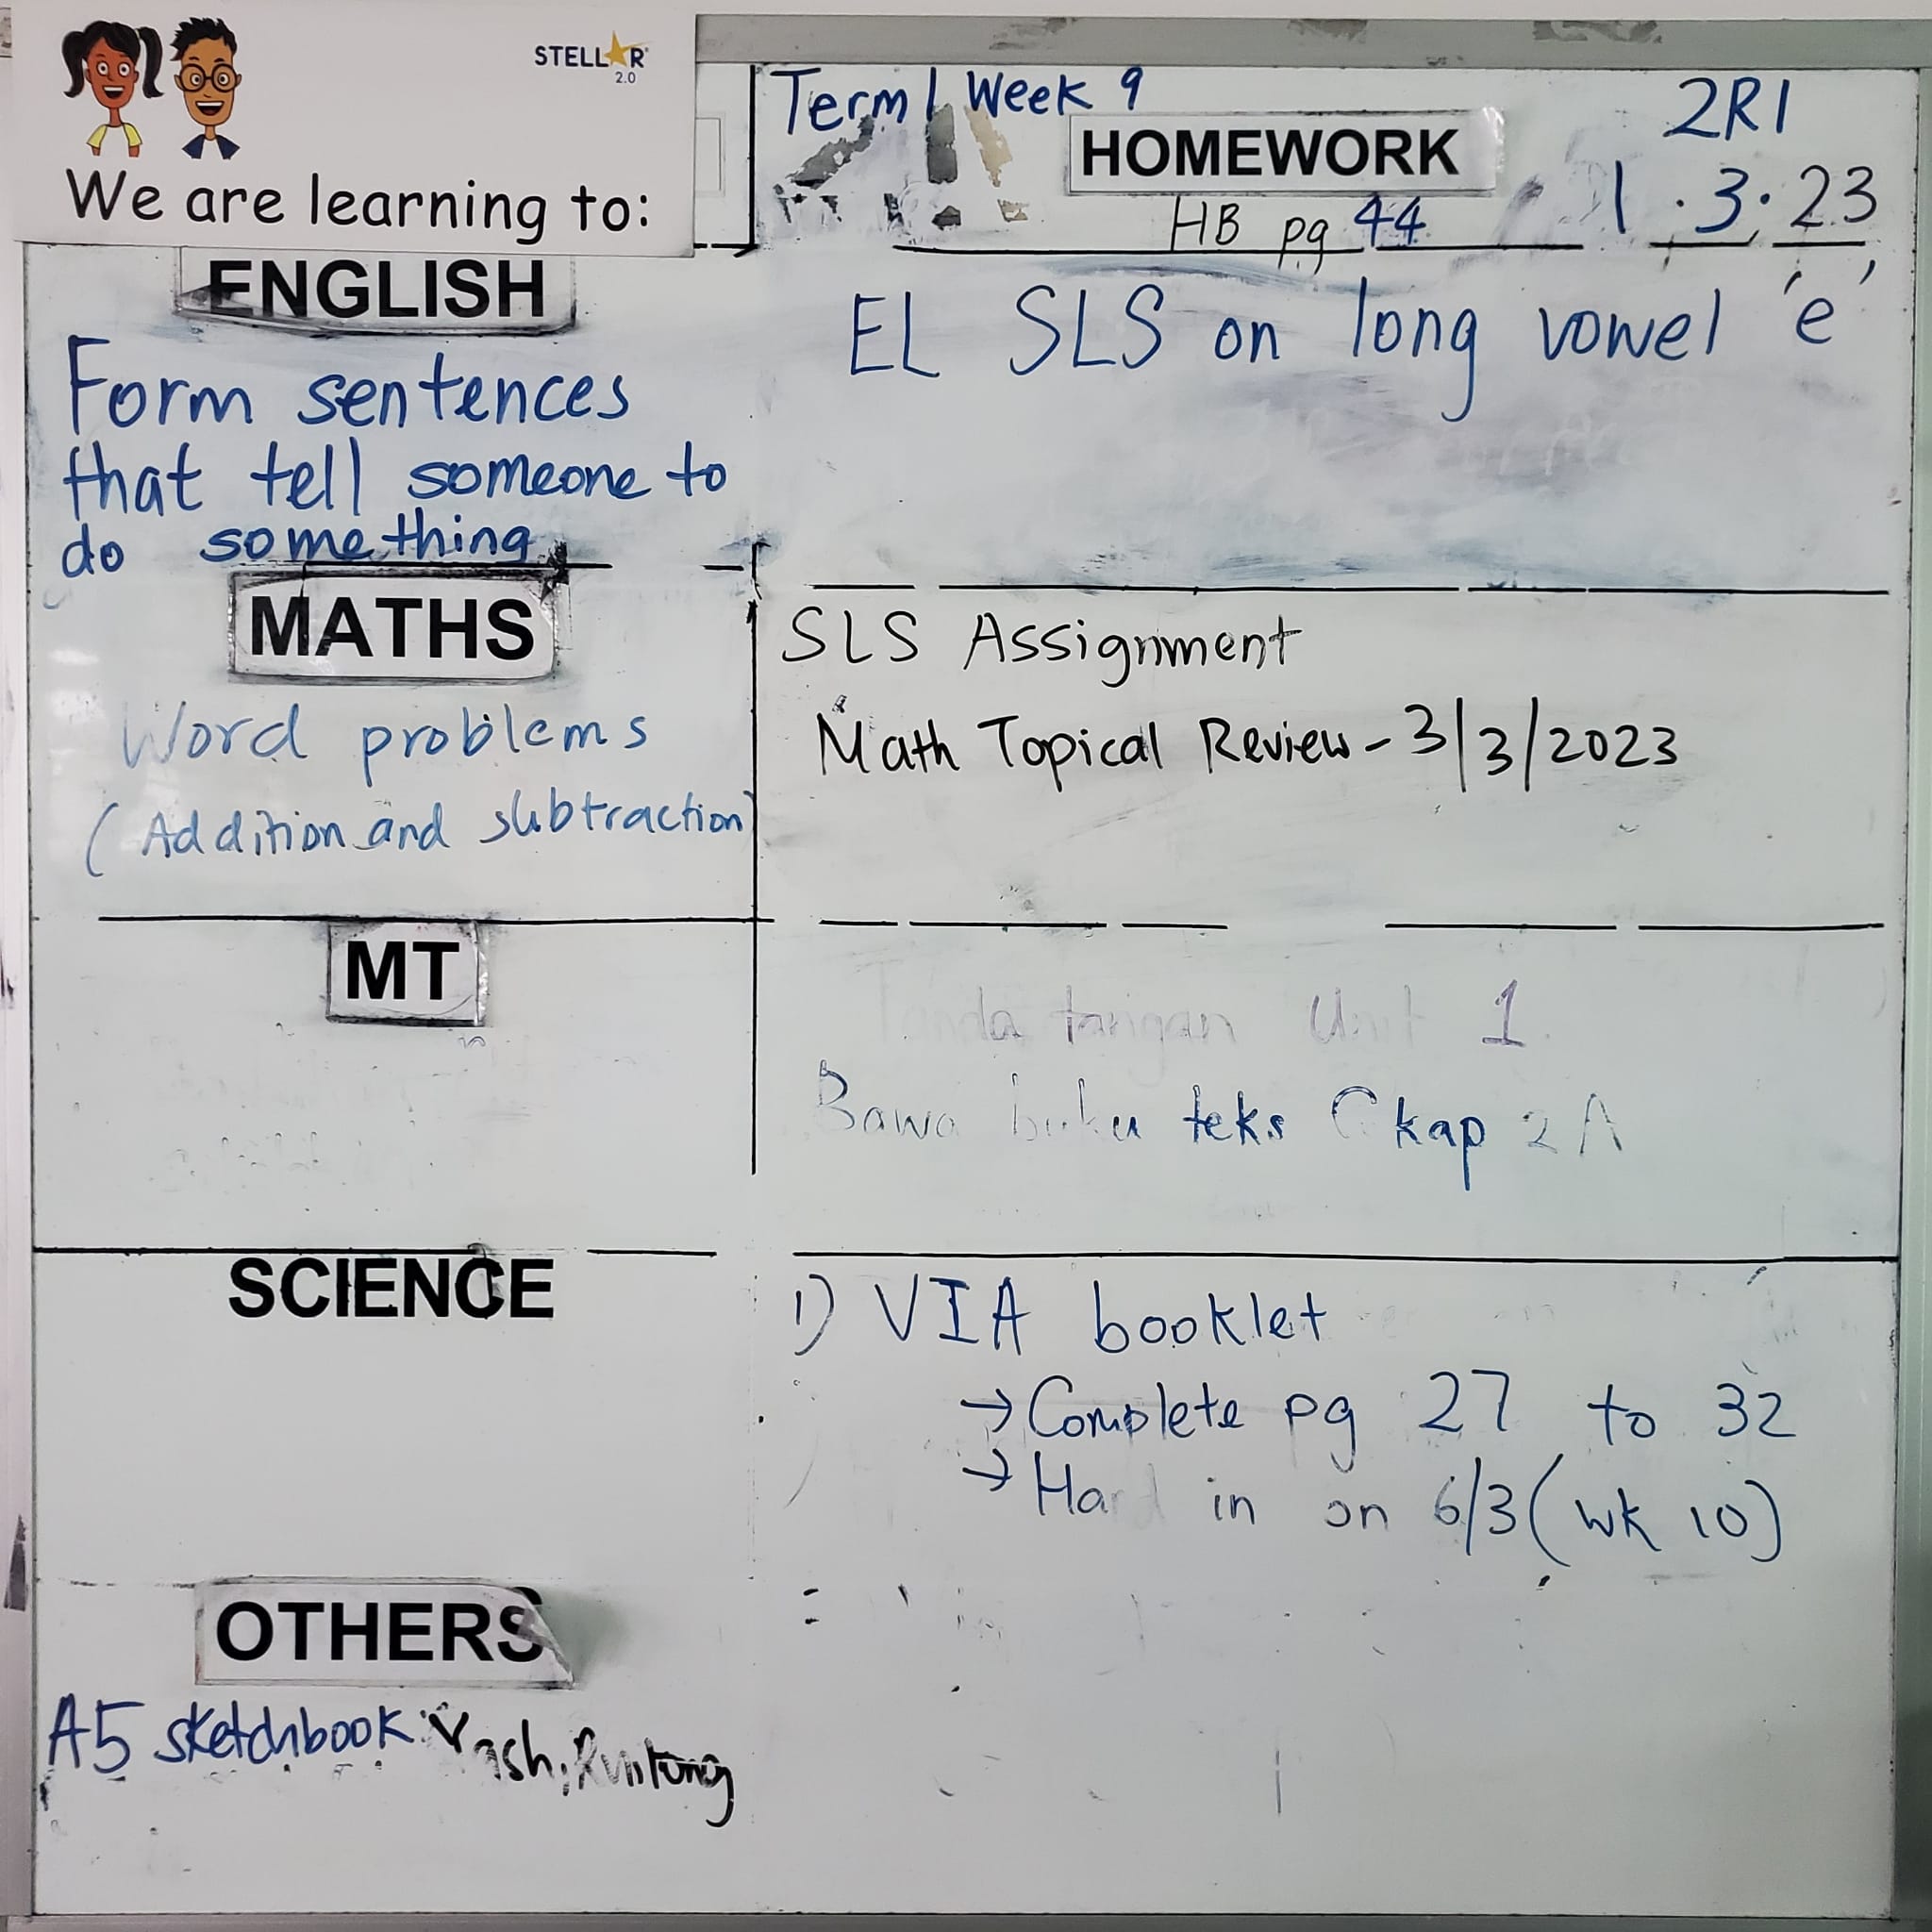 STELLAR 2.0
We are learning to:
Term 1 Week 9
2R1
HOMEWORK
1.3.23
HB pg 44
ENGLISH
EL SLS on long vowel 'e'
Form sentences
that tell someone to
do something
MATHS
SLS Assignment
Word problems
Math Topical Review - 3/3/2023
(Addition and subtraction)
MT
Tanda tangan Unit 1
Bawa buku teks Cekap 2A
SCIENCE
1) VIA booklet
→ Complete pg 27 to 32
→ Hand in on 6/3 (wk 10)
OTHERS
A5 sketchbook: Yash, Runtong